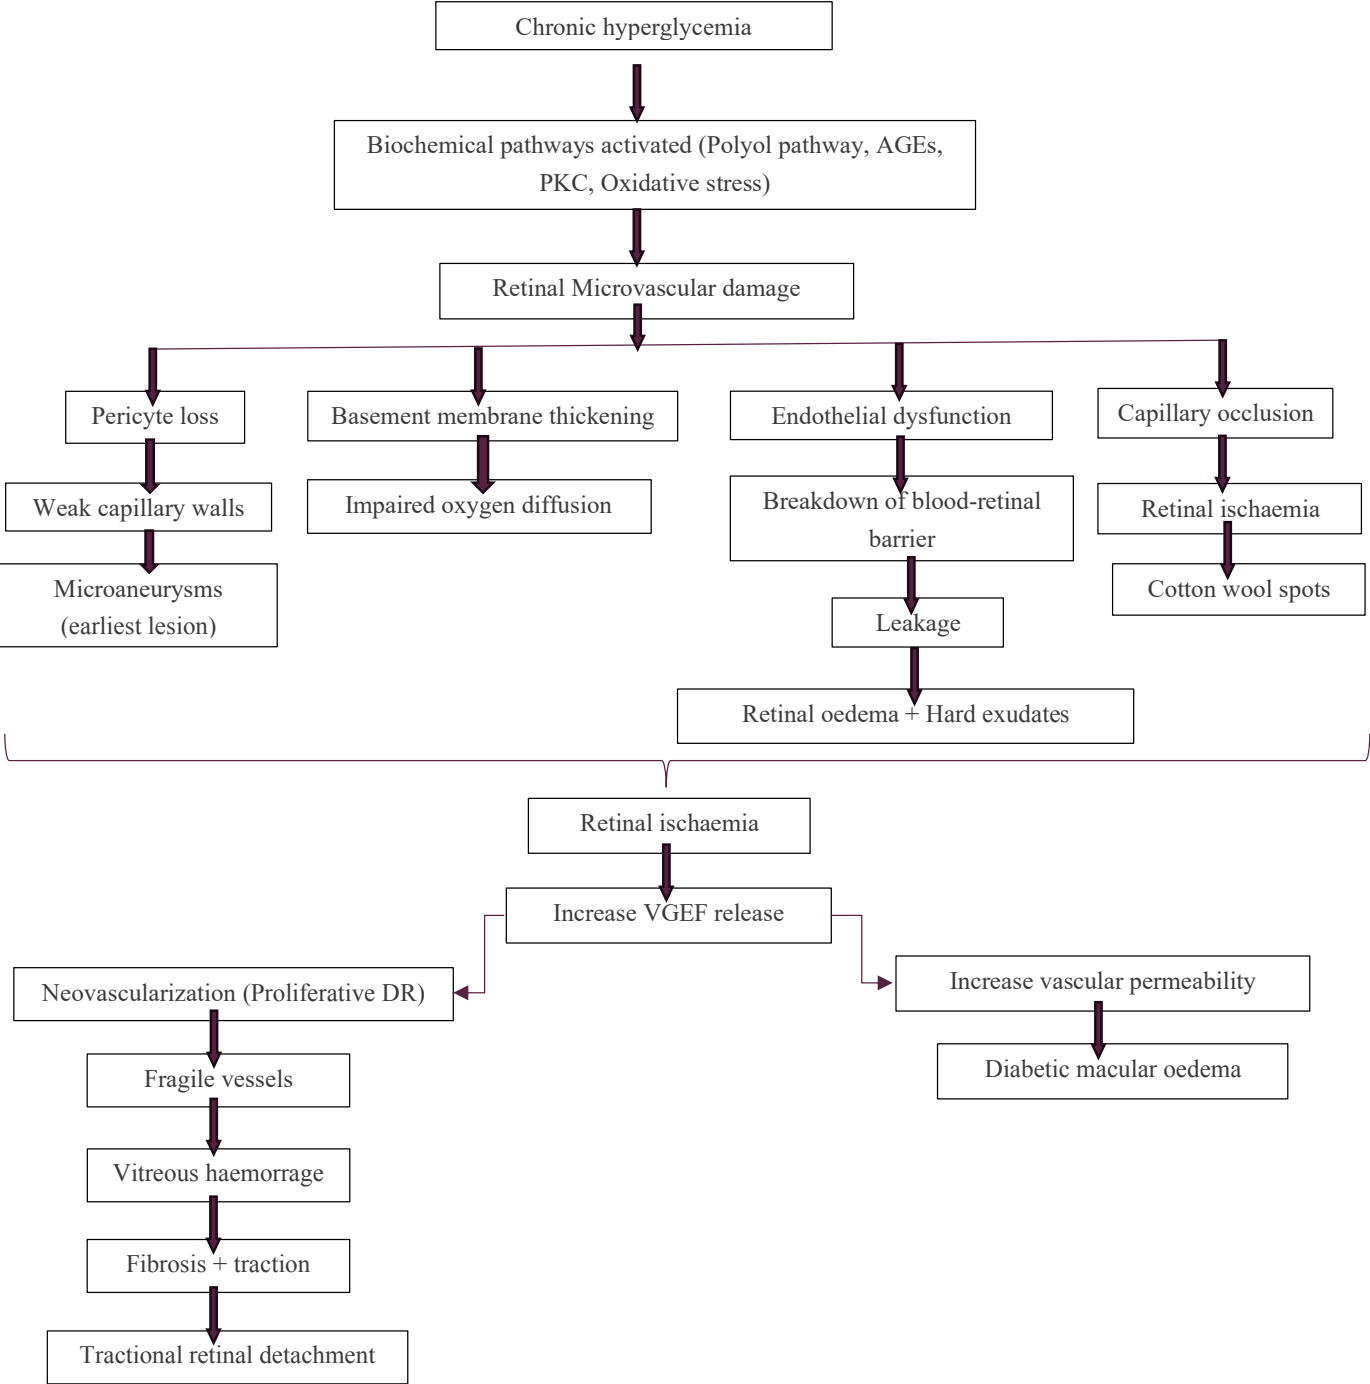 Chronic hyperglycemia
Biochemical pathways activated (Polyol pathway, AGEs,
PKC, Oxidative stress)
Retinal Microvascular damage
Pericyte loss
Basement membrane thickening
Endothelial dysfunction
Capillary occlusion
Weak capillary walls
Impaired oxygen diffusion
Breakdown of blood-retinal
barrier
Retinal ischaemia
Microaneurysms
(earliest lesion)
Leakage
Cotton wool spots
Retinal oedema + Hard exudates
Retinal ischaemia
Increase VGEF release
Neovascularization (Proliferative DR)
Increase vascular permeability
Fragile vessels
Diabetic macular oedema
Vitreous haemorrage
Fibrosis + traction
Tractional retinal detachment